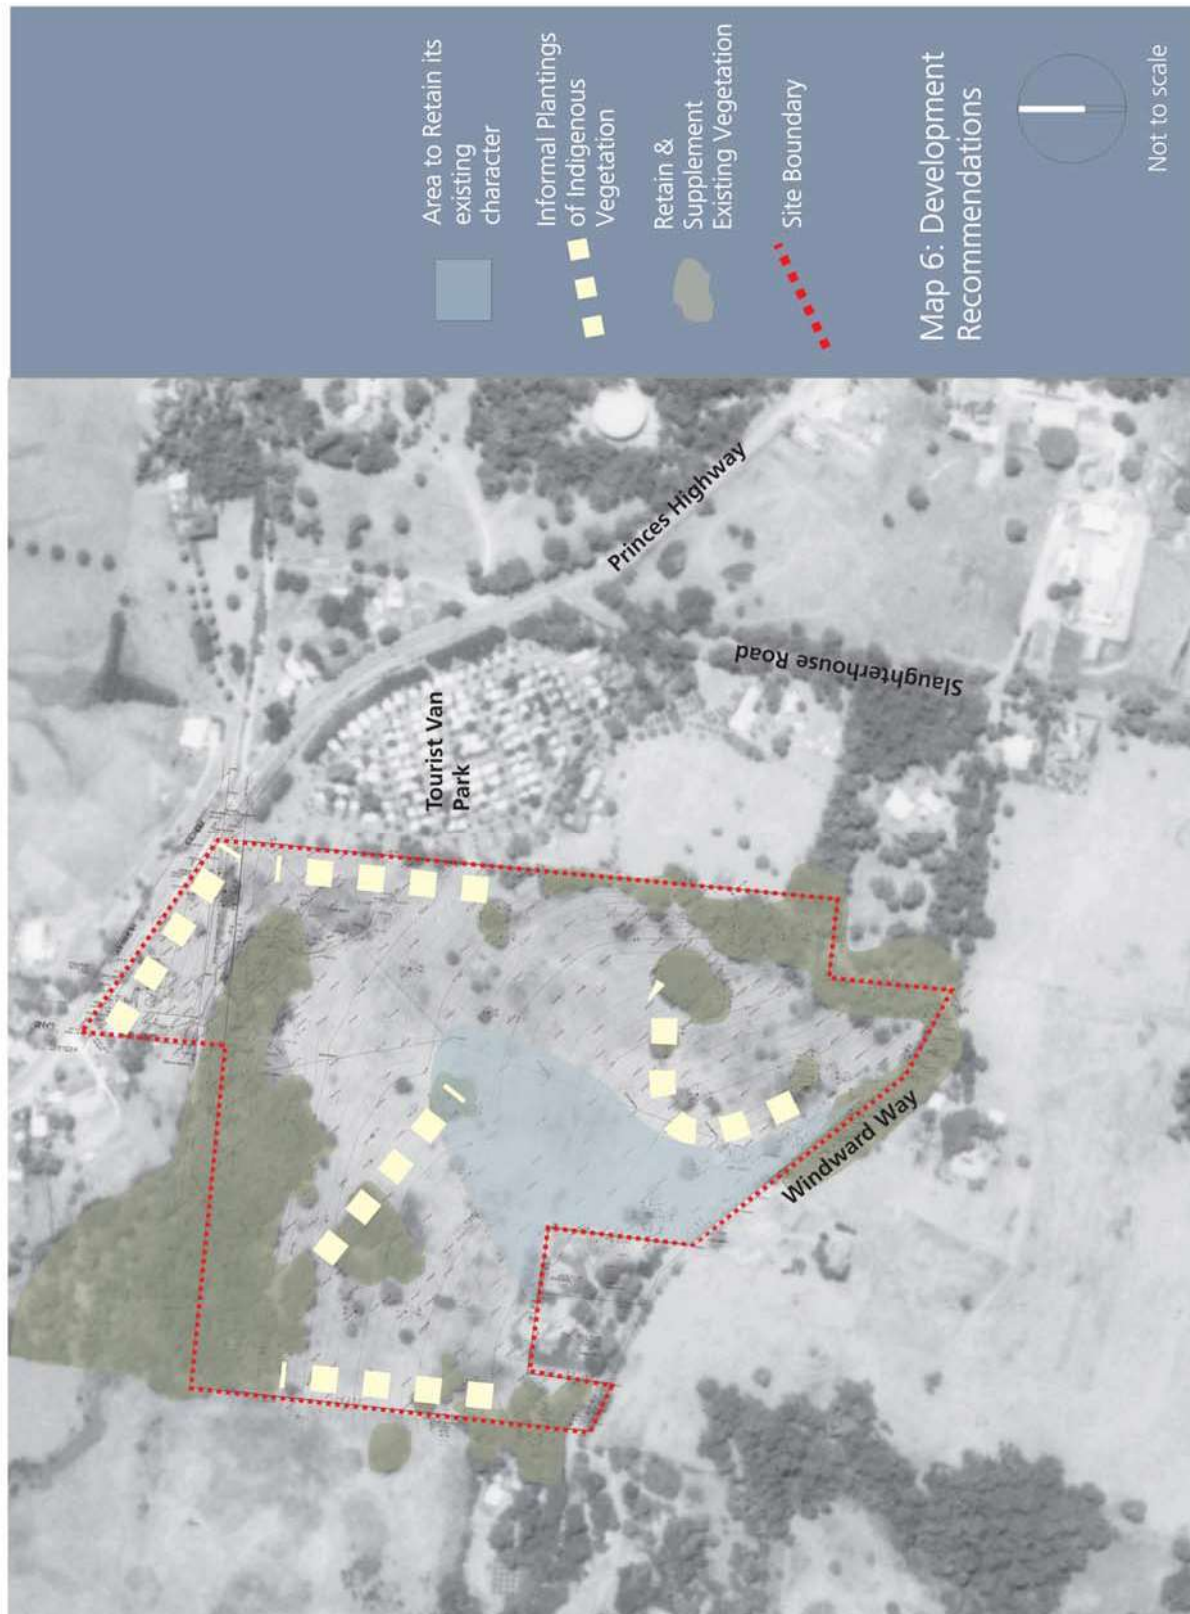 Area to Retain its
existing
character
Informal Plantings
of Indigenous
Vegetation
Retain &
Supplement
Existing Vegetation
Site Boundary
Map 6: Development
Recommendations
Not to scale
Princes Highway
Slaughterhouse Road
Tourist Van
Park
Windward Way